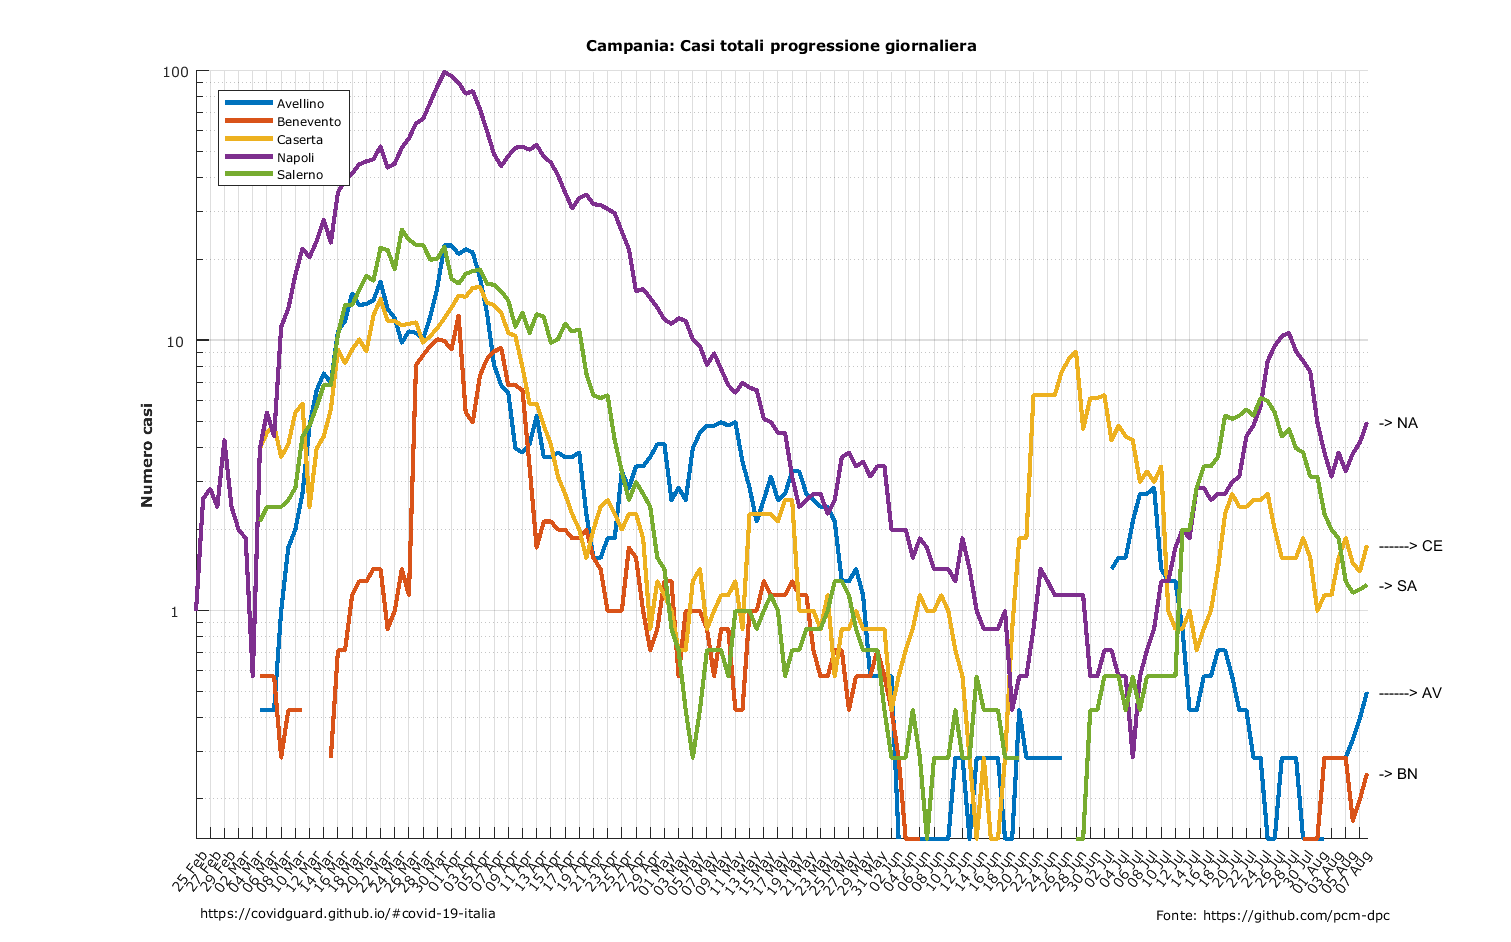 Campania: Casi totali progressione giornaliera
100
10
1
Numero casi
Avellino
Benevento
Caserta
Napoli
Salerno
-> NA
------> CE
-> SA
------> AV
-> BN
25 Feb
27 Feb
29 Feb
02 Mar
04 Mar
06 Mar
08 Mar
10 Mar
12 Mar
14 Mar
16 Mar
18 Mar
20 Mar
22 Mar
24 Mar
26 Mar
28 Mar
30 Mar
01 Apr
03 Apr
05 Apr
07 Apr
09 Apr
11 Apr
13 Apr
15 Apr
17 Apr
19 Apr
21 Apr
23 Apr
25 Apr
27 Apr
29 Apr
01 May
03 May
05 May
07 May
09 May
11 May
13 May
15 May
17 May
19 May
21 May
23 May
25 May
27 May
29 May
31 May
02 Jun
04 Jun
06 Jun
08 Jun
10 Jun
12 Jun
14 Jun
16 Jun
18 Jun
20 Jun
22 Jun
24 Jun
26 Jun
28 Jun
30 Jun
02 Jul
04 Jul
06 Jul
08 Jul
10 Jul
12 Jul
14 Jul
16 Jul
18 Jul
20 Jul
22 Jul
24 Jul
26 Jul
28 Jul
30 Jul
01 Aug
03 Aug
05 Aug
07 Aug
https://covidguard.github.io/#covid-19-italia
Fonte: https://github.com/pcm-dpc